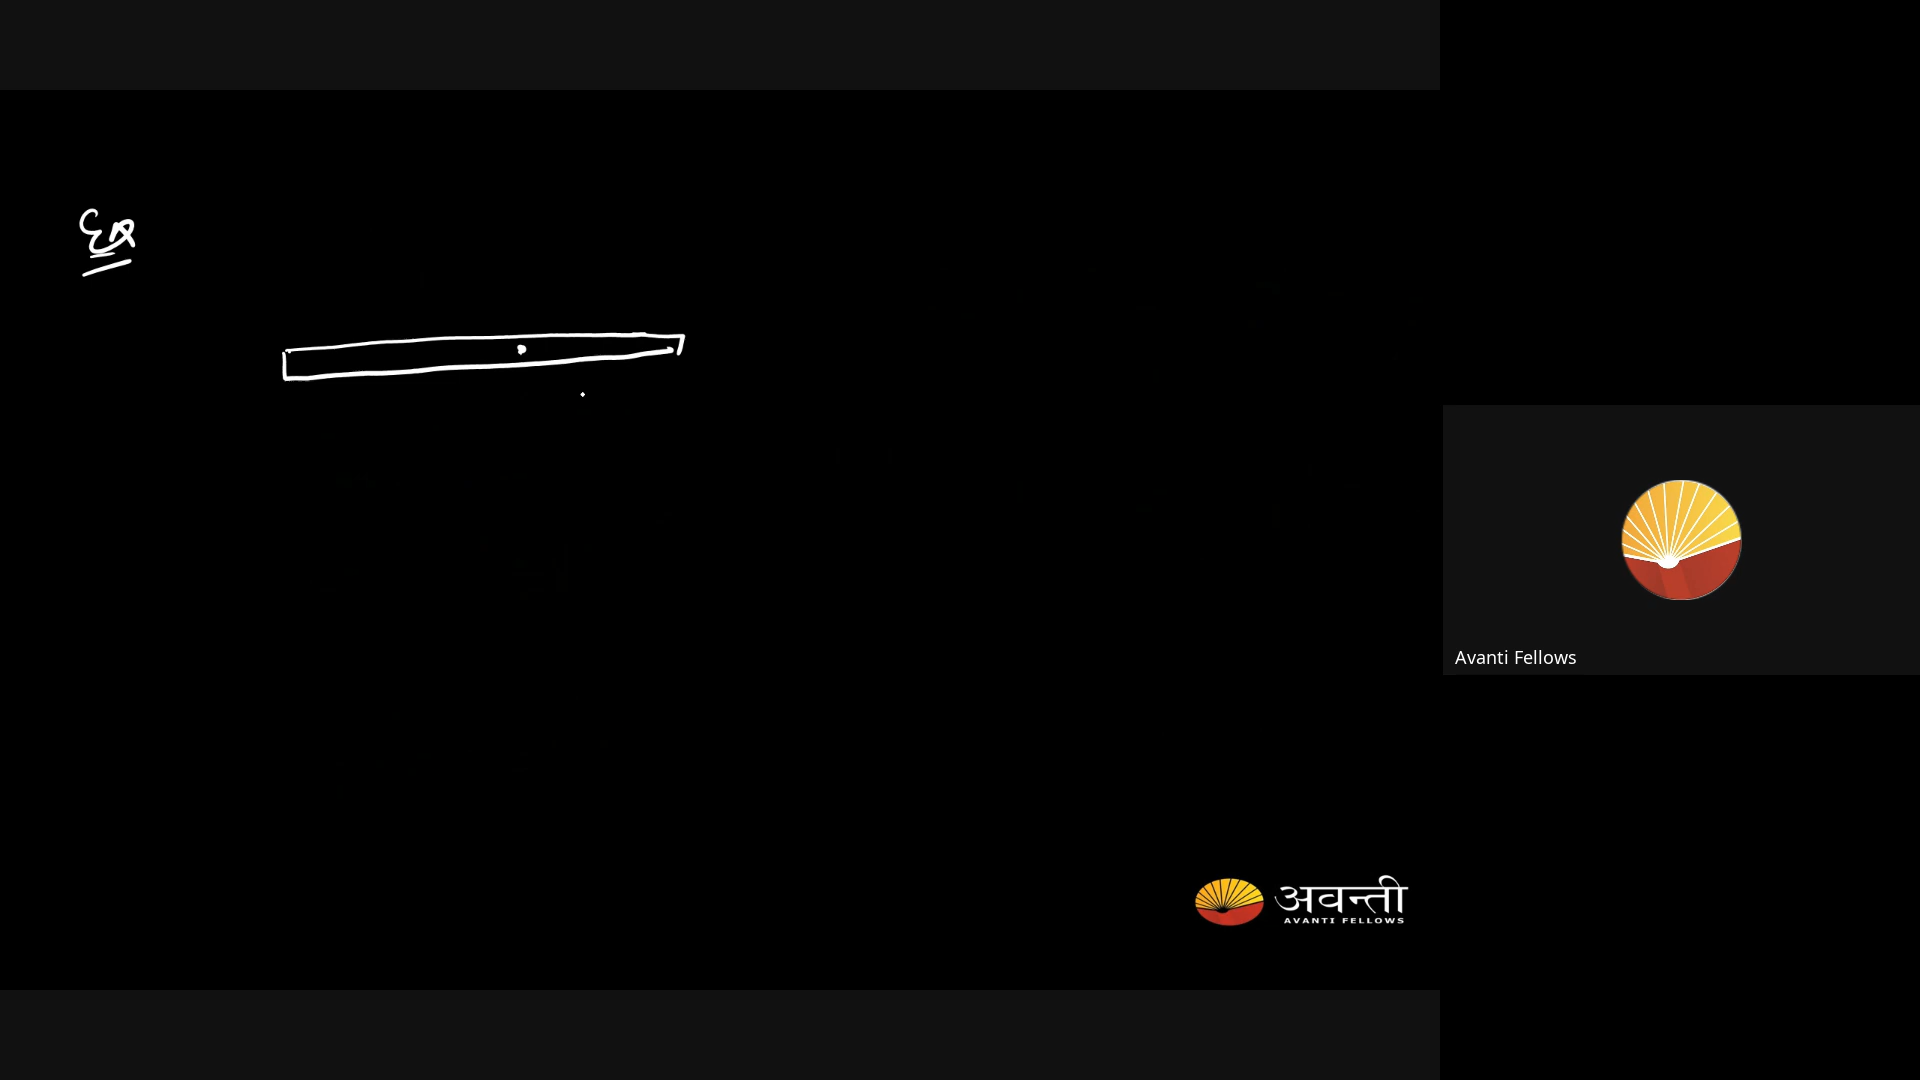 Ex
Avanti Fellows
अवन्ती
AVANTI FELLOWS